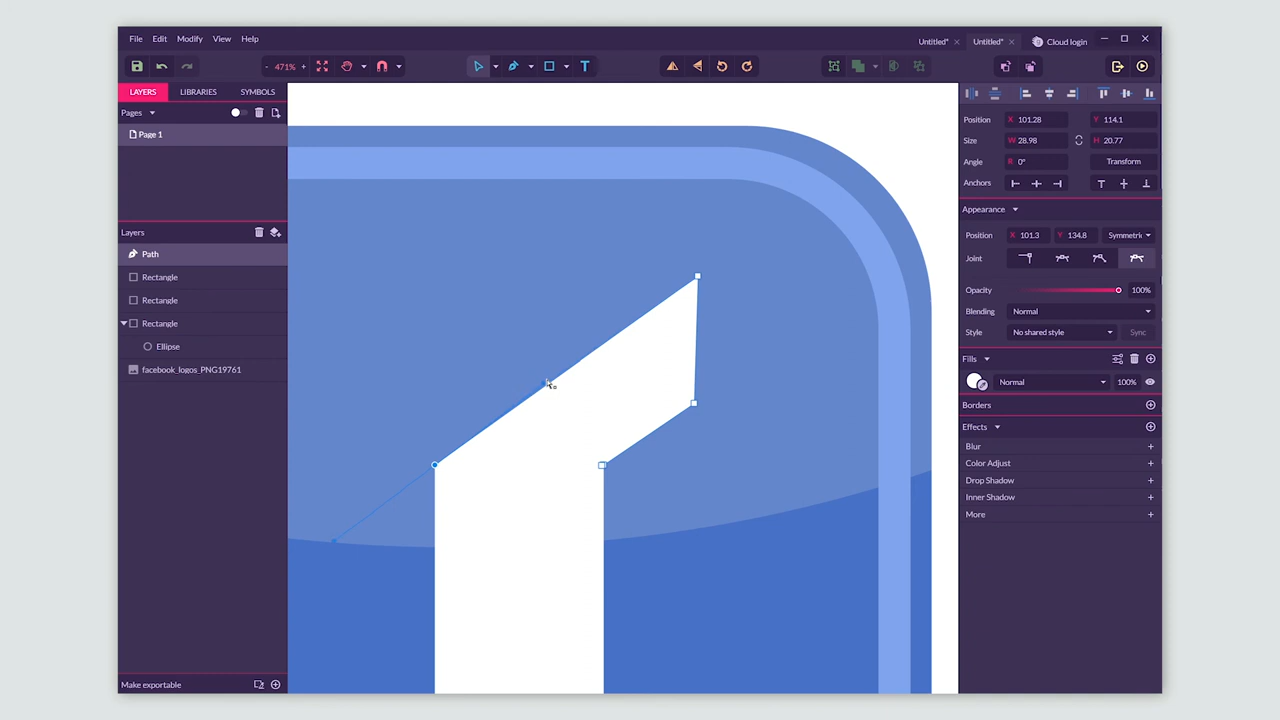 File Edit Modify View Help
Untitled* × Untitled* × Cloud login
- 471% +
T
LAYERS LIBRARIES SYMBOLS
Pages
Page 1
Layers
Path
Rectangle
Rectangle
Rectangle
Ellipse
facebook_logos_PNG19761
Make exportable
Position X 101.28 Y 114.1
Size W 28.98 H 20.77
Angle R 0° Transform
Anchors
Appearance
Position X 101.3 Y 134.8 Symmetric
Joint
Opacity 100%
Blending Normal
Style No shared style Sync
Fills
Normal 100%
Borders
Effects
Blur +
Color Adjust +
Drop Shadow +
Inner Shadow +
More +